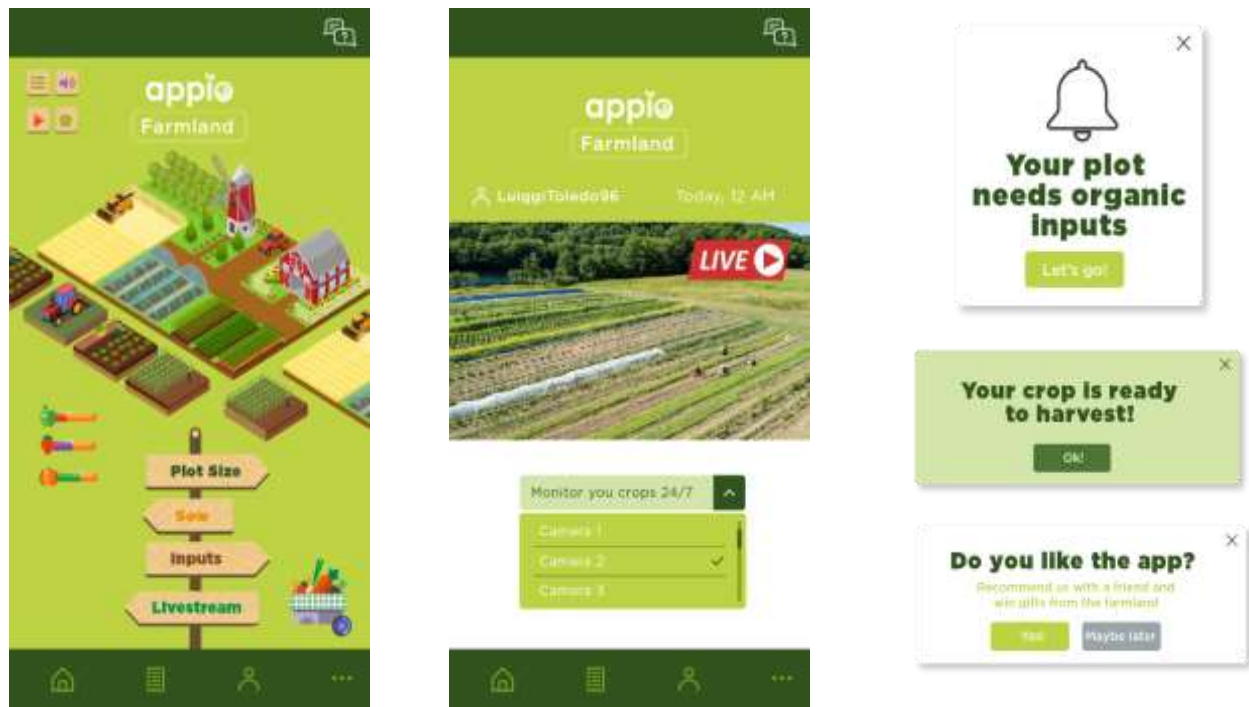 appio
Farmland
Plot Size
Sow
Inputs
Livestream
appio
Farmland
LuiggiToledo96
Today, 12 AM
LIVE
Monitor you crops 24/7
Camera 1
Camera 2
Camera 3
Your plot
needs organic
inputs
Let's go!
Your crop is ready
to harvest!
Ok!
Do you like the app?
Recommend us with a friend and
win gifts from the farmland
Yes!
Maybe later